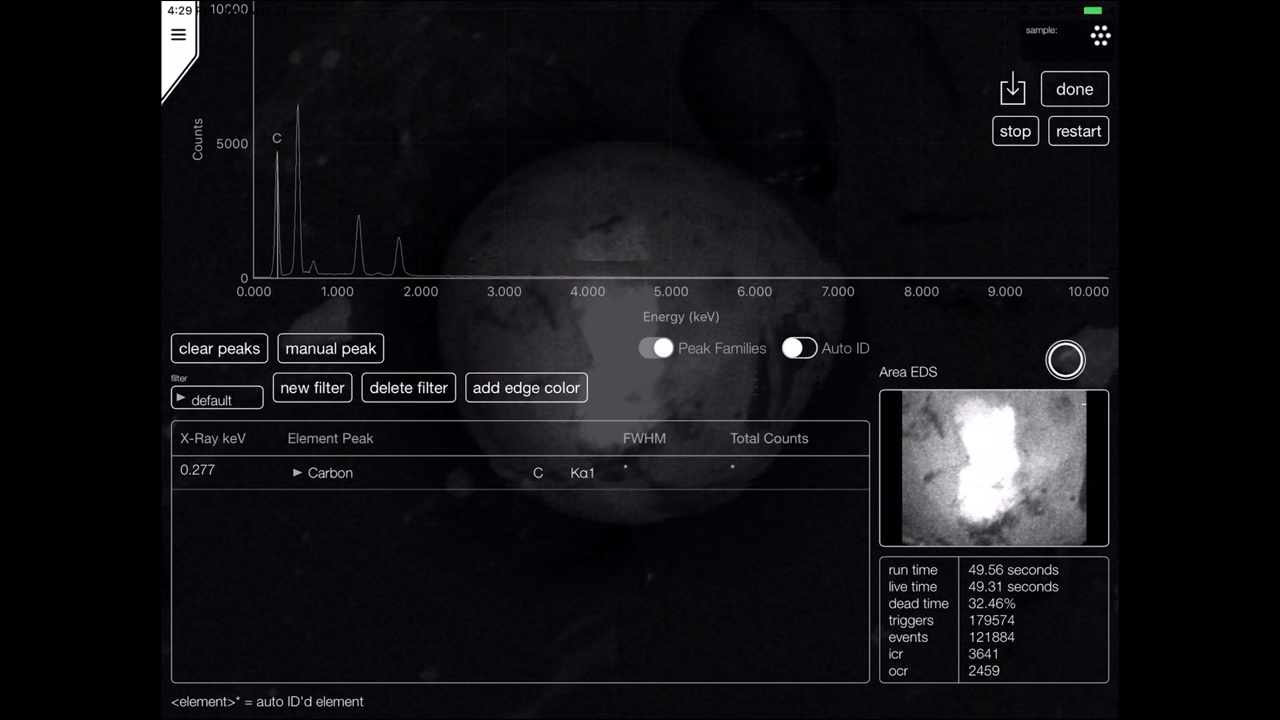 4:29
10000
sample:
done
Counts
C
5000
stop
restart
0
0.000 1.000 2.000 3.000 4.000 5.000 6.000 7.000 8.000 9.000 10.000
Energy (keV)
clear peaks
manual peak
Peak Families
Auto ID
filter
default
new filter
delete filter
add edge color
Area EDS
X-Ray keV Element Peak FWHM Total Counts
0.277 Carbon C Kα1 * *
run time 49.56 seconds
live time 49.31 seconds
dead time 32.46%
triggers 179574
events 121884
icr 3641
ocr 2459
<element>* = auto ID'd element